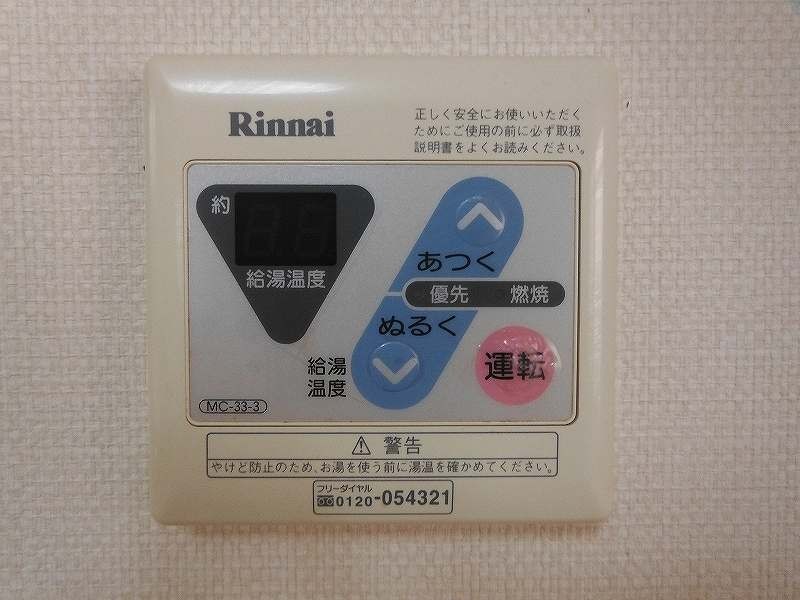 Rinnai
正しく安全にお使いいただく
ためにご使用の前に必ず取扱
説明書をよくお読みください。
約
給湯温度
あつく
優先 燃焼
ぬるく
給湯
温度
運転
MC-33-3
警告
やけど防止のため、お湯を使う前に湯温を確かめてください。
フリーダイヤル
0120-054321